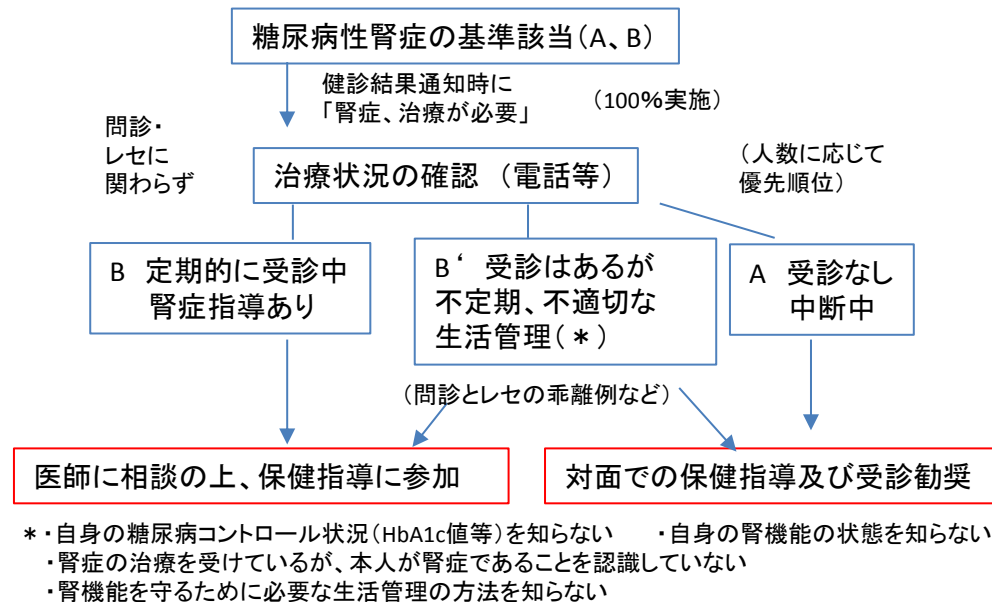 糖尿病性腎症の基準該当(A、B)
健診結果通知時に
「腎症、治療が必要」
(100%実施)
問診・
レセに
関わらず
治療状況の確認 (電話等)
(人数に応じて
優先順位)
B 定期的に受診中
腎症指導あり
B‘ 受診はあるが
不定期、不適切な
生活管理(*)
A 受診なし
中断中
(問診とレセの乖離例など)
医師に相談の上、保健指導に参加
対面での保健指導及び受診勧奨
*・自身の糖尿病コントロール状況(HbA1c値等)を知らない ・自身の腎機能の状態を知らない
・腎症の治療を受けているが、本人が腎症であることを認識していない
・腎機能を守るために必要な生活管理の方法を知らない